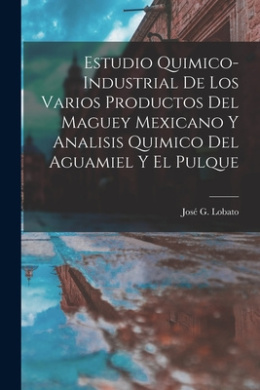 Estudio Quimico-
Industrial De Los
Varios Productos Del
Maguey Mexicano Y
Analisis Quimico Del
Aguamiel Y El Pulque
José G. Lobato